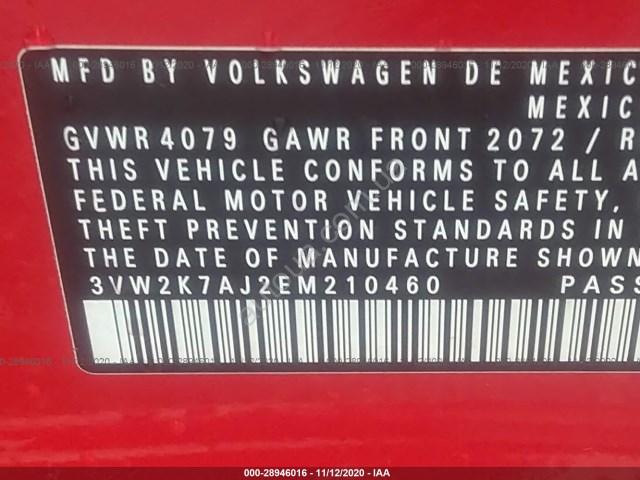 MFD BY VOLKSWAGEN DE MEXIC
MEXIC
GVWR 4079 GAWR FRONT 2072 / R
THIS VEHICLE CONFORMS TO ALL A
FEDERAL MOTOR VEHICLE SAFETY,
THEFT PREVENTION STANDARDS IN
THE DATE OF MANUFACTURE SHOWN
3VW2K7AJ2EM210460 PASS
000-28946016 - 11/12/2020 - IAA